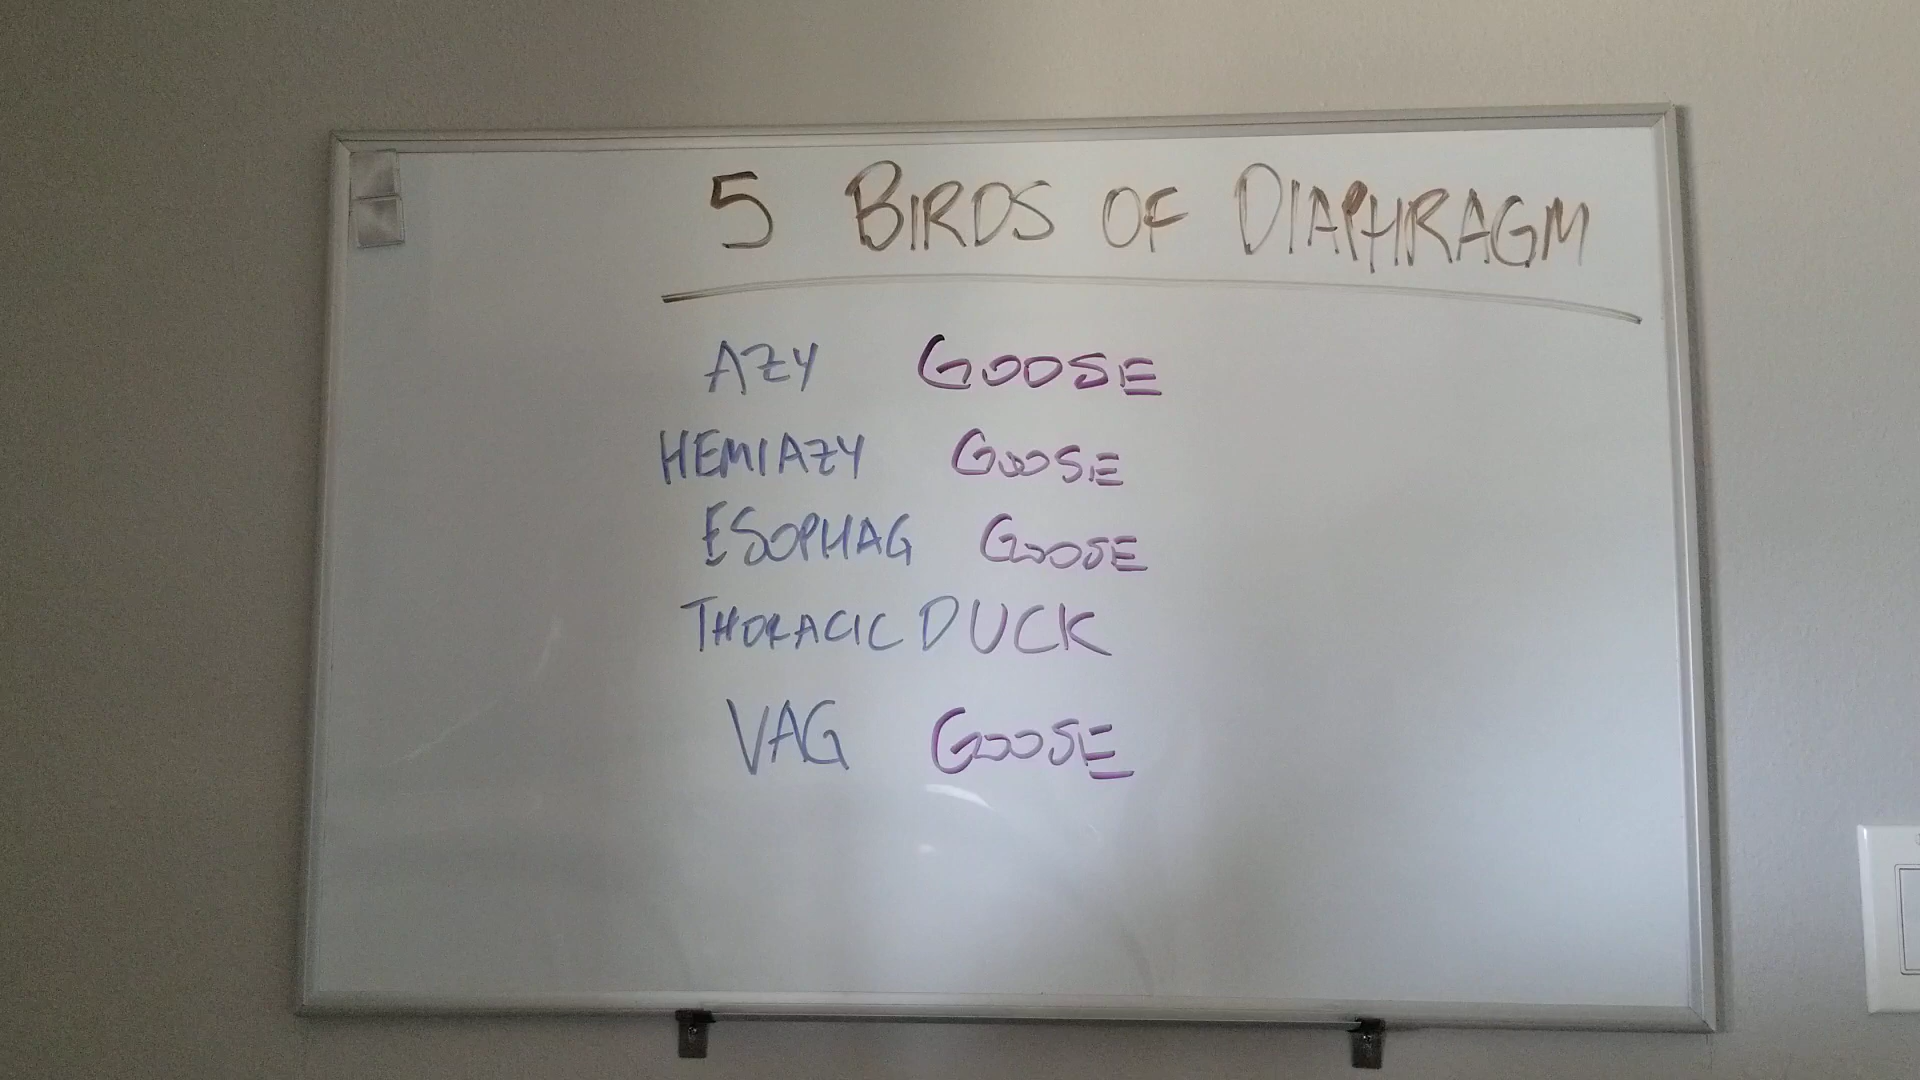 5 BIRDS OF DIAPHRAGM
AZY GOOSE
HEMIAZY GOOSE
ESOPHAG GOOSE
THORACIC DUCK
VAG GOOSE